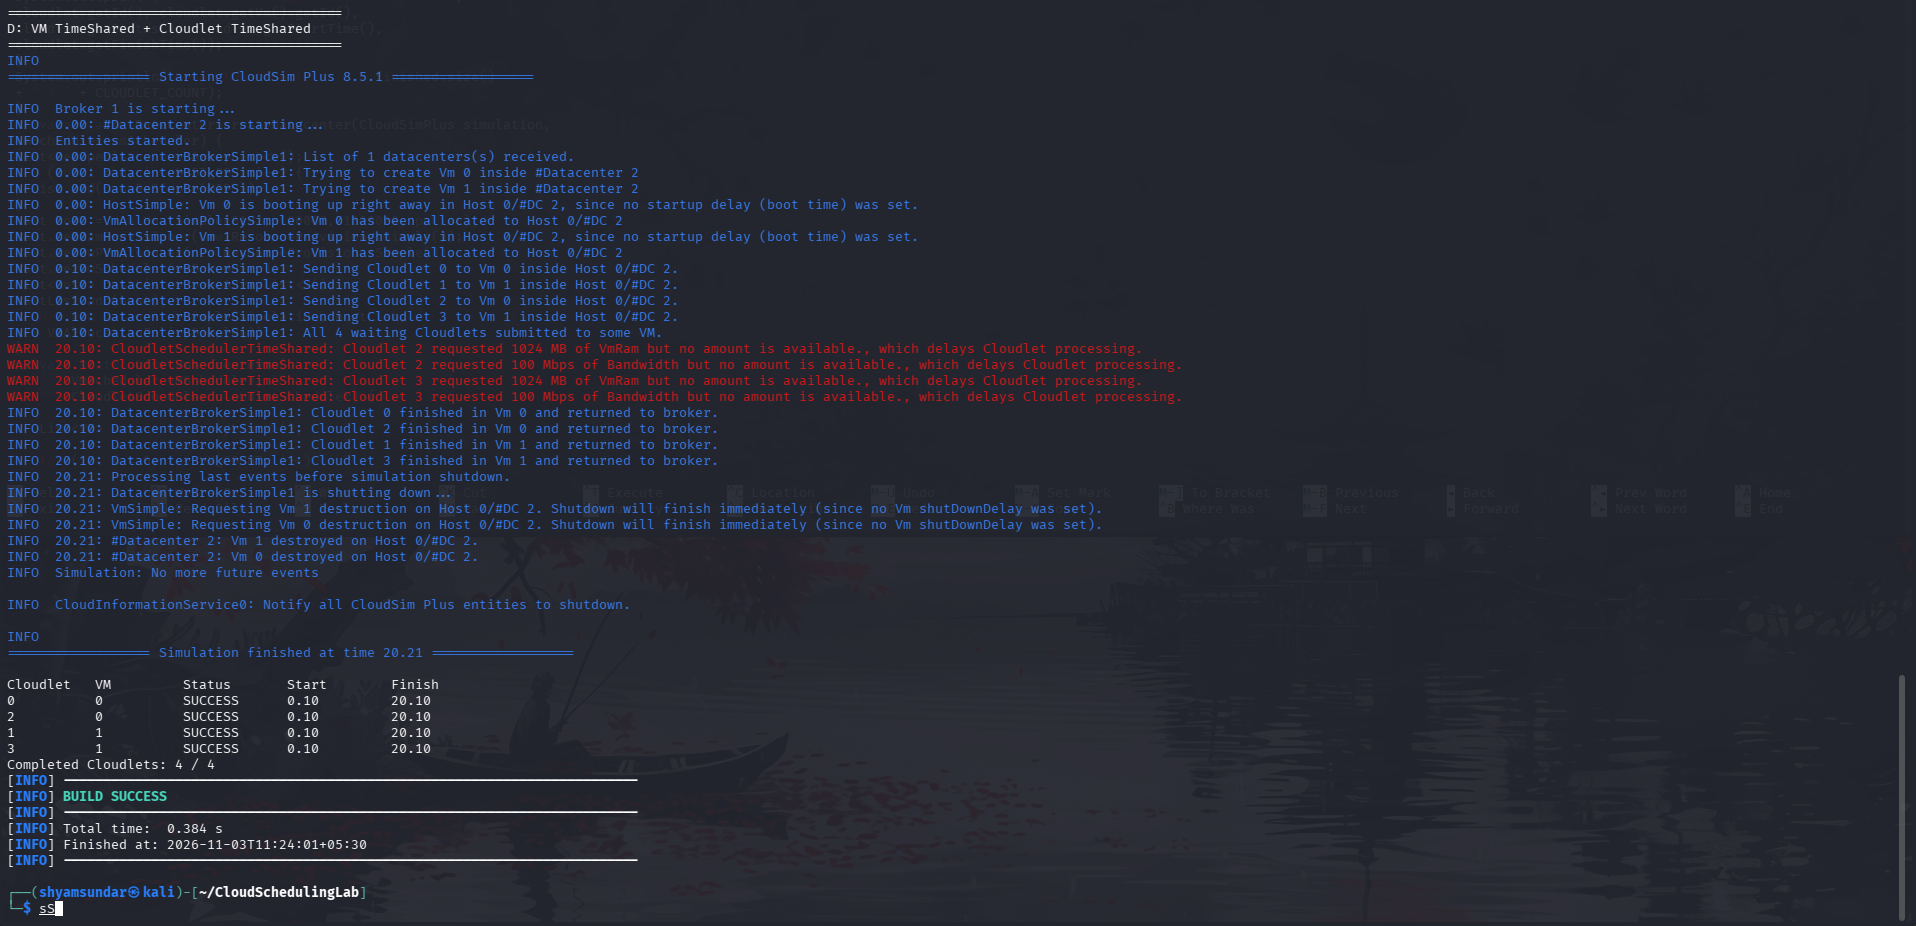 ==========================================
D: VM TimeShared + Cloudlet TimeShared
==========================================
INFO
================== Starting CloudSim Plus 8.5.1 ==================
+ CLOUDLET_COUNT);
INFO  Broker 1 is starting...
INFO  0.00: #Datacenter 2 is starting...
INFO  Entities started.
INFO  0.00: DatacenterBrokerSimple1: List of 1 datacenters(s) received.
INFO  0.00: DatacenterBrokerSimple1: Trying to create Vm 0 inside #Datacenter 2
INFO  0.00: DatacenterBrokerSimple1: Trying to create Vm 1 inside #Datacenter 2
INFO  0.00: HostSimple: Vm 0 is booting up right away in Host 0/#DC 2, since no startup delay (boot time) was set.
INFO  0.00: VmAllocationPolicySimple: Vm 0 has been allocated to Host 0/#DC 2
INFO  0.00: HostSimple: Vm 1 is booting up right away in Host 0/#DC 2, since no startup delay (boot time) was set.
INFO  0.00: VmAllocationPolicySimple: Vm 1 has been allocated to Host 0/#DC 2
INFO  0.10: DatacenterBrokerSimple1: Sending Cloudlet 0 to Vm 0 inside Host 0/#DC 2.
INFO  0.10: DatacenterBrokerSimple1: Sending Cloudlet 1 to Vm 1 inside Host 0/#DC 2.
INFO  0.10: DatacenterBrokerSimple1: Sending Cloudlet 2 to Vm 0 inside Host 0/#DC 2.
INFO  0.10: DatacenterBrokerSimple1: Sending Cloudlet 3 to Vm 1 inside Host 0/#DC 2.
INFO  0.10: DatacenterBrokerSimple1: All 4 waiting Cloudlets submitted to some VM.
WARN  20.10: CloudletSchedulerTimeShared: Cloudlet 2 requested 1024 MB of VmRam but no amount is available., which delays Cloudlet processing.
WARN  20.10: CloudletSchedulerTimeShared: Cloudlet 2 requested 100 Mbps of Bandwidth but no amount is available., which delays Cloudlet processing.
WARN  20.10: CloudletSchedulerTimeShared: Cloudlet 3 requested 1024 MB of VmRam but no amount is available., which delays Cloudlet processing.
WARN  20.10: CloudletSchedulerTimeShared: Cloudlet 3 requested 100 Mbps of Bandwidth but no amount is available., which delays Cloudlet processing.
INFO  20.10: DatacenterBrokerSimple1: Cloudlet 0 finished in Vm 0 and returned to broker.
INFO  20.10: DatacenterBrokerSimple1: Cloudlet 2 finished in Vm 0 and returned to broker.
INFO  20.10: DatacenterBrokerSimple1: Cloudlet 1 finished in Vm 1 and returned to broker.
INFO  20.10: DatacenterBrokerSimple1: Cloudlet 3 finished in Vm 1 and returned to broker.
INFO  20.21: Processing last events before simulation shutdown.
INFO  20.21: DatacenterBrokerSimple1 is shutting down... Cut Execute Location Undo Set Mark To Bracket Previous Back Prev Word Home
INFO  20.21: VmSimple: Requesting Vm 1 destruction on Host 0/#DC 2. Shutdown will finish immediately (since no Vm shutDownDelay was set). Where Was Next Forward Next Word End
INFO  20.21: VmSimple: Requesting Vm 0 destruction on Host 0/#DC 2. Shutdown will finish immediately (since no Vm shutDownDelay was set).
INFO  20.21: #Datacenter 2: Vm 1 destroyed on Host 0/#DC 2.
INFO  20.21: #Datacenter 2: Vm 0 destroyed on Host 0/#DC 2.
INFO  Simulation: No more future events
INFO  CloudInformationService0: Notify all CloudSim Plus entities to shutdown.
INFO
================== Simulation finished at time 20.21 ==================
Cloudlet   VM         Status       Start        Finish
0          0          SUCCESS      0.10         20.10
2          0          SUCCESS      0.10         20.10
1          1          SUCCESS      0.10         20.10
3          1          SUCCESS      0.10         20.10
Completed Cloudlets: 4 / 4
[INFO] ------------------------------------------------------------------------
[INFO] BUILD SUCCESS
[INFO] ------------------------------------------------------------------------
[INFO] Total time:  0.384 s
[INFO] Finished at: 2026-11-03T11:24:01+05:30
[INFO] ------------------------------------------------------------------------
┌──(shyamsundar㉿kali)-[~/CloudSchedulingLab]
└─$ sS